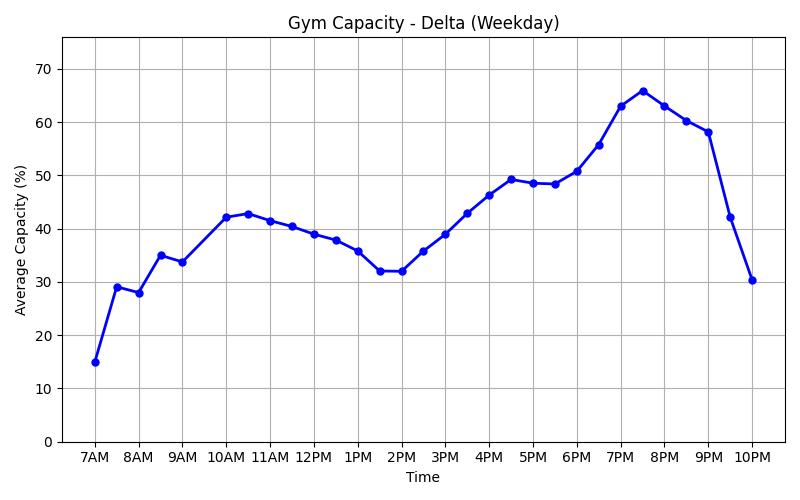 Gym Capacity - Delta (Weekday)
Average Capacity (%)
70
60
50
40
30
20
10
0
7AM 8AM 9AM 10AM 11AM 12PM 1PM 2PM 3PM 4PM 5PM 6PM 7PM 8PM 9PM 10PM
Time